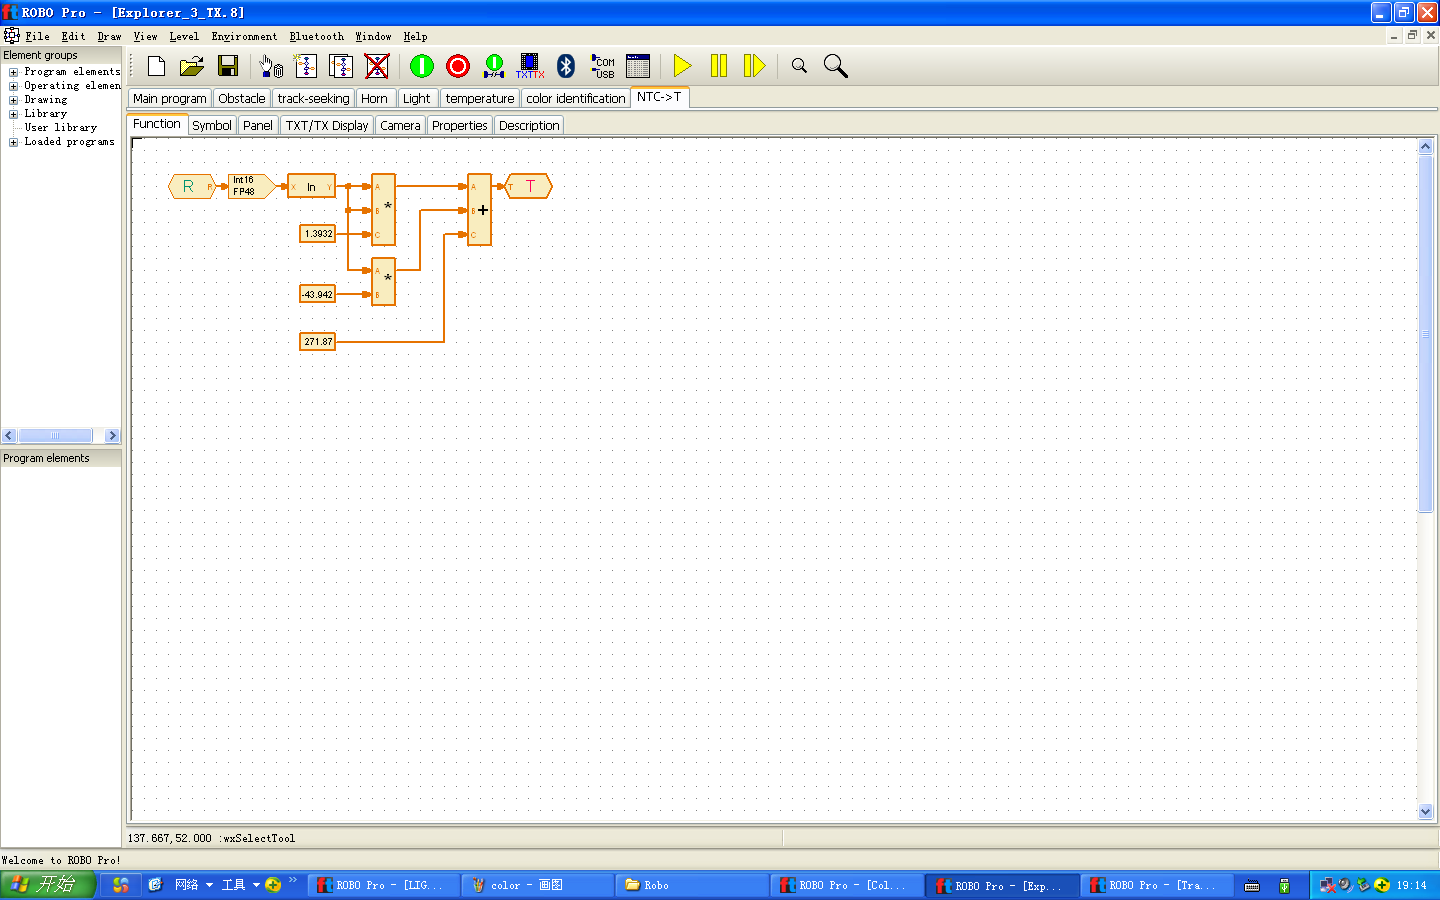 ROBO Pro - [Explorer_3_TX.8]
File Edit Draw View Level Environment Bluetooth Window Help
Element groups
Program elements
Operating elemen
Drawing
Library
User library
Loaded programs
TXTTX
COM
USB
Main program Obstacle track-seeking Horn Light temperature color identification NTC->T
Function Symbol Panel TXT/TX Display Camera Properties Description
R R Int16 X ln Y A A T T
FP48
B * B +
1.3932 C C
A *
-43.942 B
271.87
Program elements
137.667,52.000 :wxSelectTool
Welcome to ROBO Pro!
开始 网络 工具 » ROBO Pro - [LIG... color - 画图 Robo ROBO Pro - [Col... ROBO Pro - [Exp... ROBO Pro - [Tra... 19:14